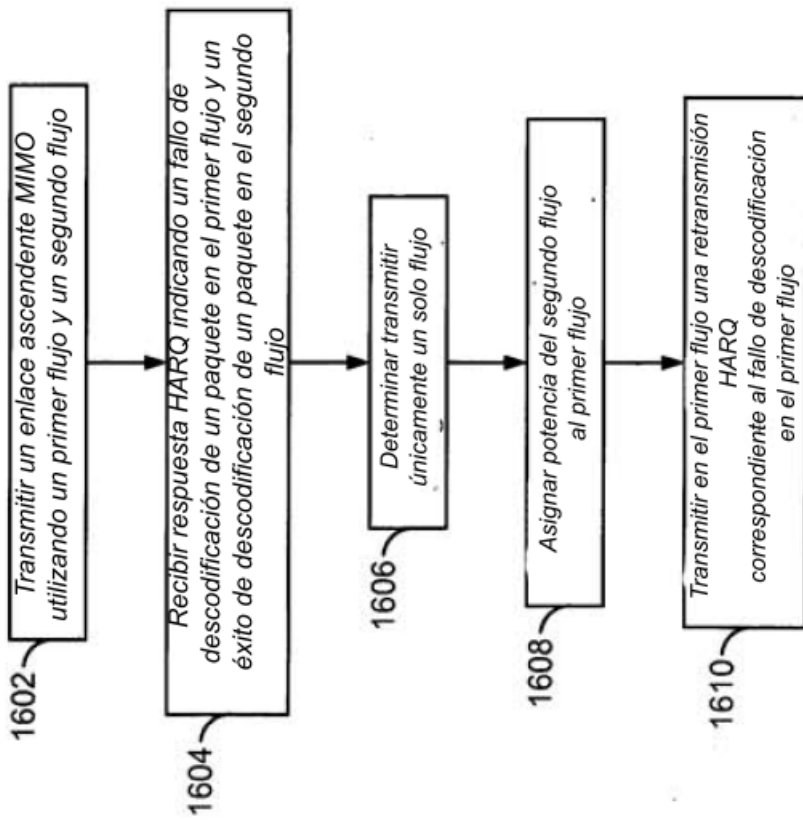 1602
Transmitir un enlace ascendente MIMO
utilizando un primer flujo y un segundo flujo
1604
Recibir respuesta HARQ indicando un fallo de
descodificación de un paquete en el primer flujo y un
éxito de descodificación de un paquete en el segundo
flujo
1606
Determinar transmitir
únicamente un solo flujo
1608
Asignar potencia del segundo flujo
al primer flujo
1610
Transmitir en el primer flujo una retransmisión
HARQ
correspondiente al fallo de descodificación
en el primer flujo